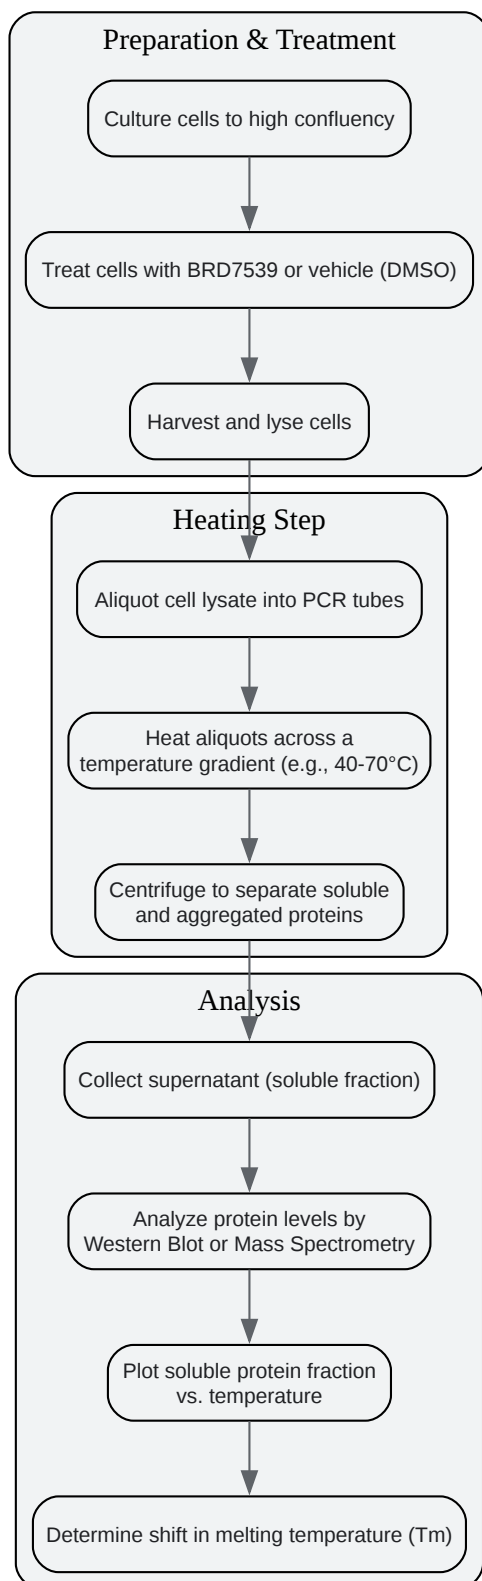 Preparation & Treatment
Culture cells to high confluency
Treat cells with BRD7539 or vehicle (DMSO)
Harvest and lyse cells
Heating Step
Aliquot cell lysate into PCR tubes
Heat aliquots across a
temperature gradient (e.g., 40-70°C)
Centrifuge to separate soluble
and aggregated proteins
Analysis
Collect supernatant (soluble fraction)
Analyze protein levels by
Western Blot or Mass Spectrometry
Plot soluble protein fraction
vs. temperature
Determine shift in melting temperature (Tm)